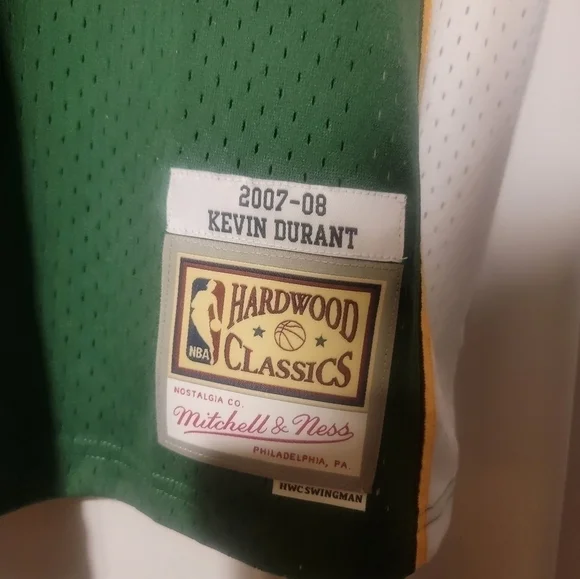 2007-08
KEVIN DURANT
HARDWOOD
NBA
CLASSICS
NOSTALGIA CO.
Mitchell & Ness
PHILADELPHIA, PA.
HWC SWINGMAN